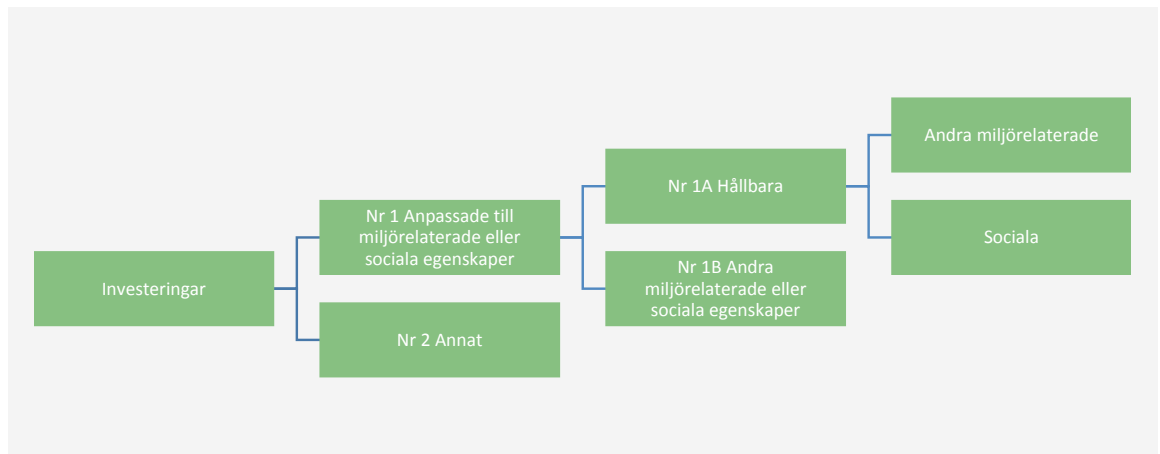 Andra miljörelaterade
Nr 1A Hållbara
Nr 1 Anpassade till
miljörelaterade eller
sociala egenskaper
Sociala
Investeringar
Nr 1B Andra
miljörelaterade eller
sociala egenskaper
Nr 2 Annat